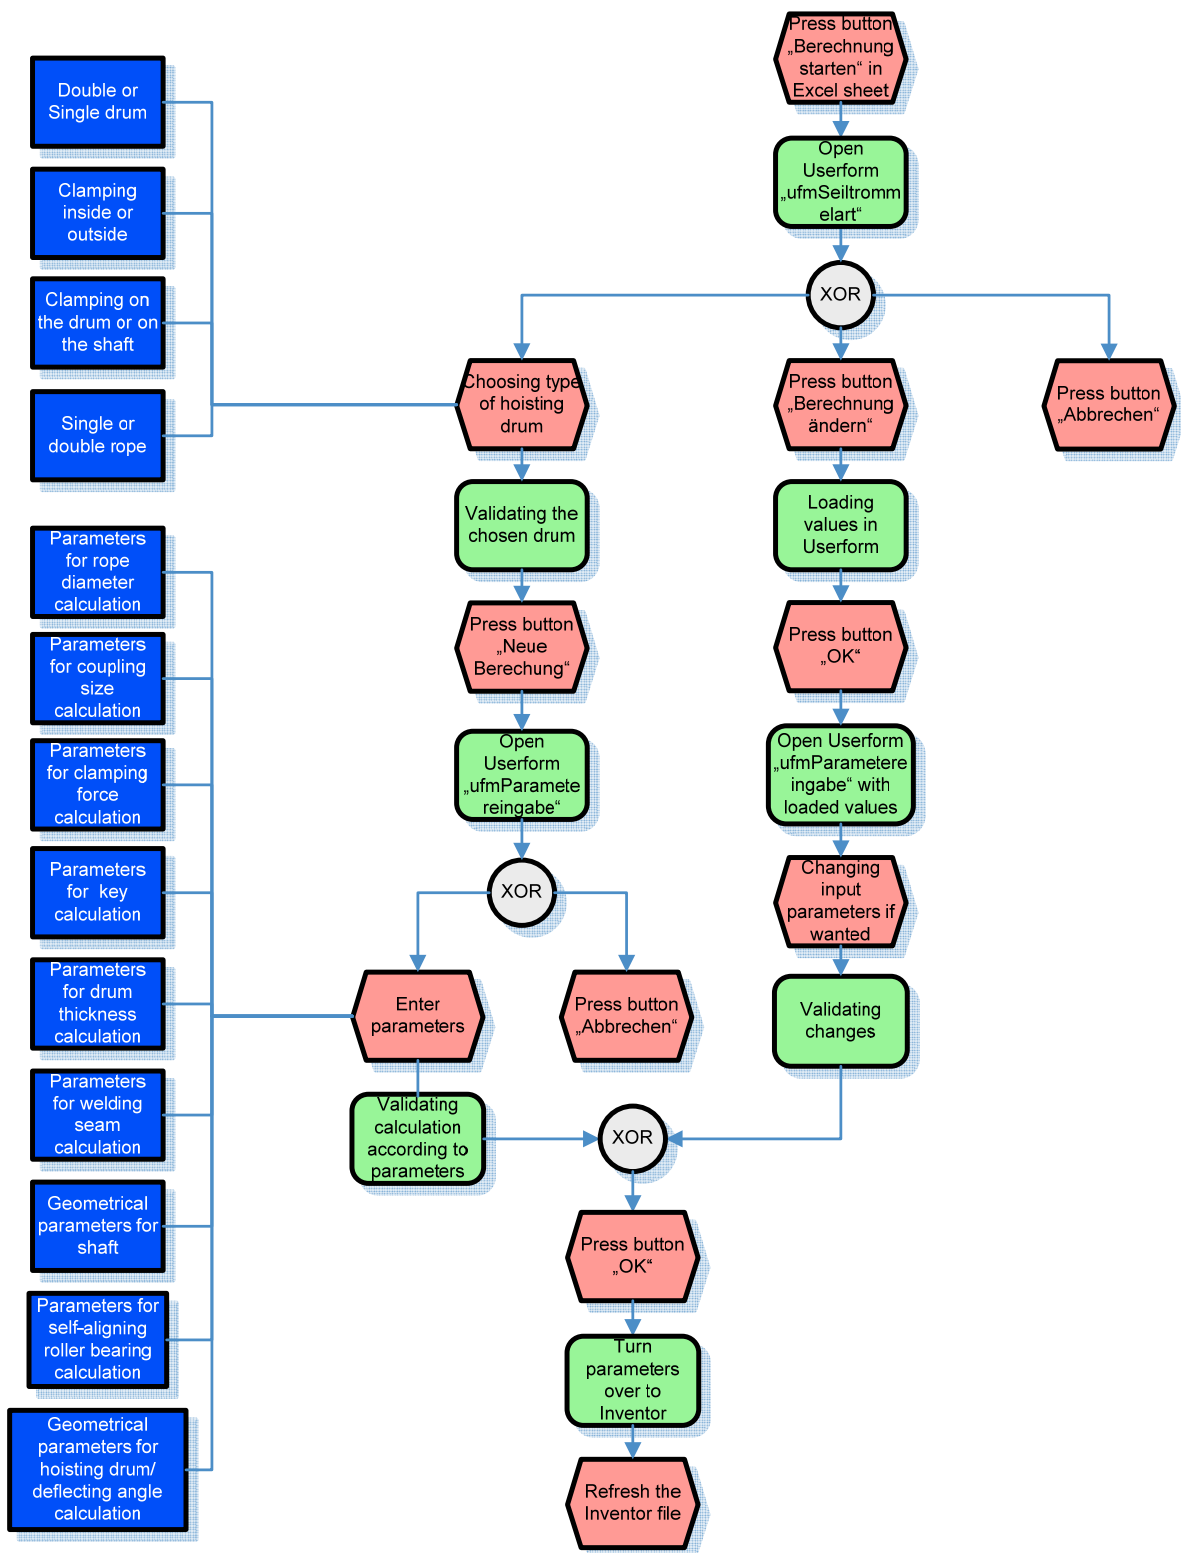 Press button
„Berechnung
starten“ in
Excel sheet
Open
Userform
„ufmSeiltromm
elart“
XOR
Double or
Single drum
Clamping
inside or
outside
Clamping on
the drum or on
the shaft
Single or
double rope
Choosing type
of hoisting
drum
Press button
„Berechnung
ändern“
Press button
„Abbrechen“
Validating the
chosen drum
Loading
values in
Userform
Press button
„Neue
Berechung“
Press button
„OK“
Open
Userform
„ufmParamete
reingabe“
Open Userform
„ufmParametere
ingabe“ with
loaded values
XOR
Changing
input
parameters if
wanted
Parameters
for rope
diameter
calculation
Parameters
for coupling
size
calculation
Parameters
for clamping
force
calculation
Parameters
for key
calculation
Parameters
for drum
thickness
calculation
Parameters
for welding
seam
calculation
Geometrical
parameters for
shaft
Parameters for
self-aligning
roller bearing
calculation
Geometrical
parameters for
hoisting drum/
deflecting angle
calculation
Enter
parameters
Press button
„Abbrechen“
Validating
changes
Validating
calculation
according to
parameters
XOR
Press button
„OK“
Turn
parameters
over to
Inventor
Refresh the
Inventor file